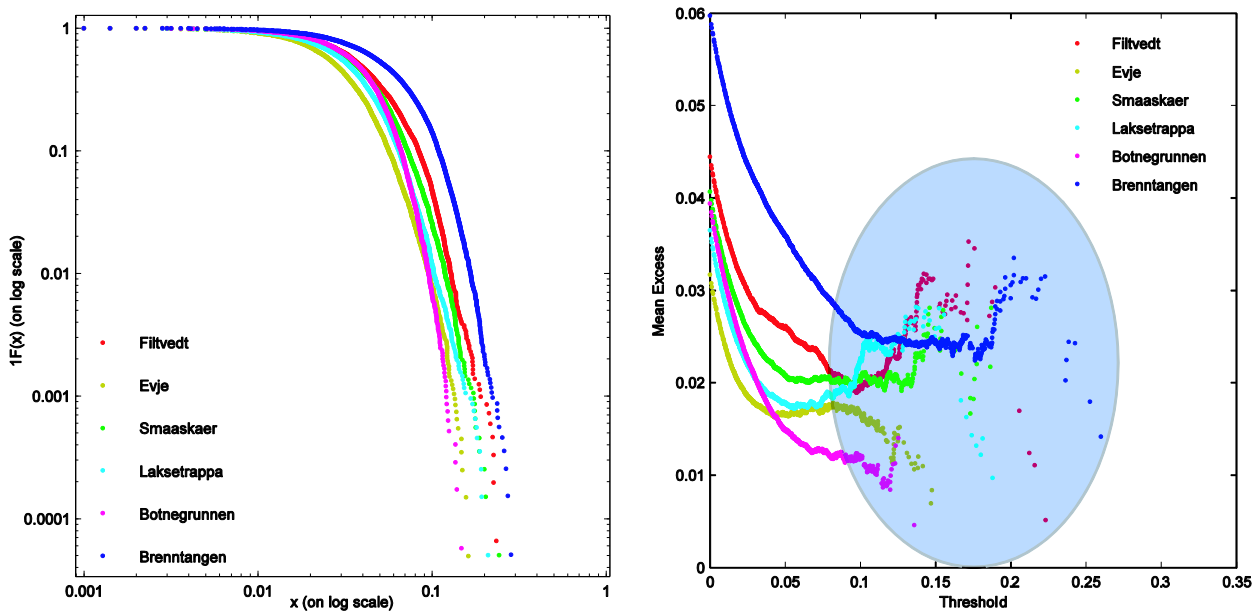 1
0.1
0.01
0.001
0.0001
1F(x) (on log scale)
Filtvedt
Evje
Smaaskaer
Laksetrappa
Botnegrunnen
Brenntangen
0.001
0.01
0.1
1
x (on log scale)
0.06
0.05
0.04
0.03
0.02
0.01
0
Mean Excess
Filtvedt
Evje
Smaaskaer
Laksetrappa
Botnegrunnen
Brenntangen
0
0.05
0.1
0.15
0.2
0.25
0.3
0.35
Threshold